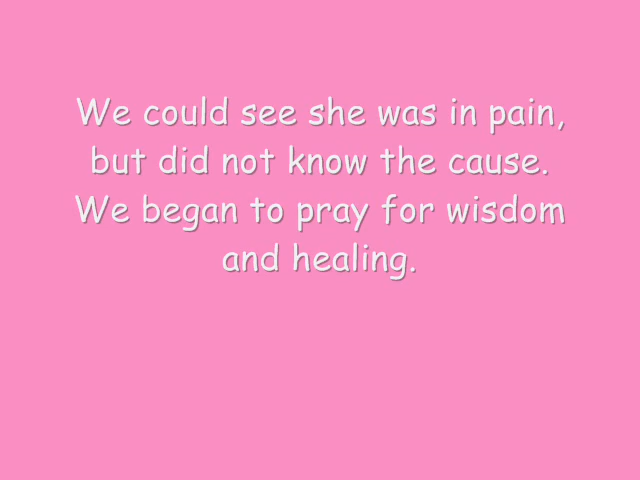 We could see she was in pain,
but did not know the cause.
We began to pray for wisdom
and healing.